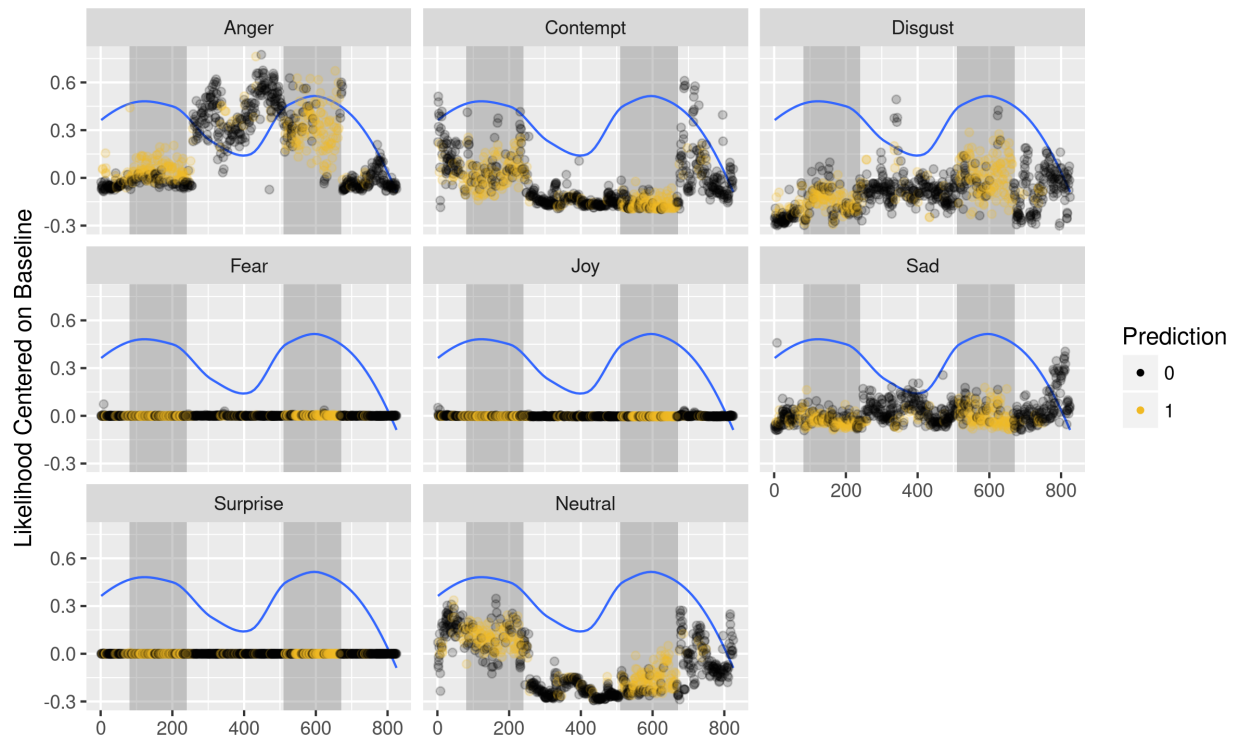 Anger Contempt Disgust
0.6
0.3
0.0
-0.3
Fear Joy Sad
0.6
0.3
0.0
-0.3
0 200 400 600 800
Surprise Neutral
0.6
0.3
0.0
-0.3
0 200 400 600 800 0 200 400 600 800
Likelihood Centered on Baseline
Prediction
0
1